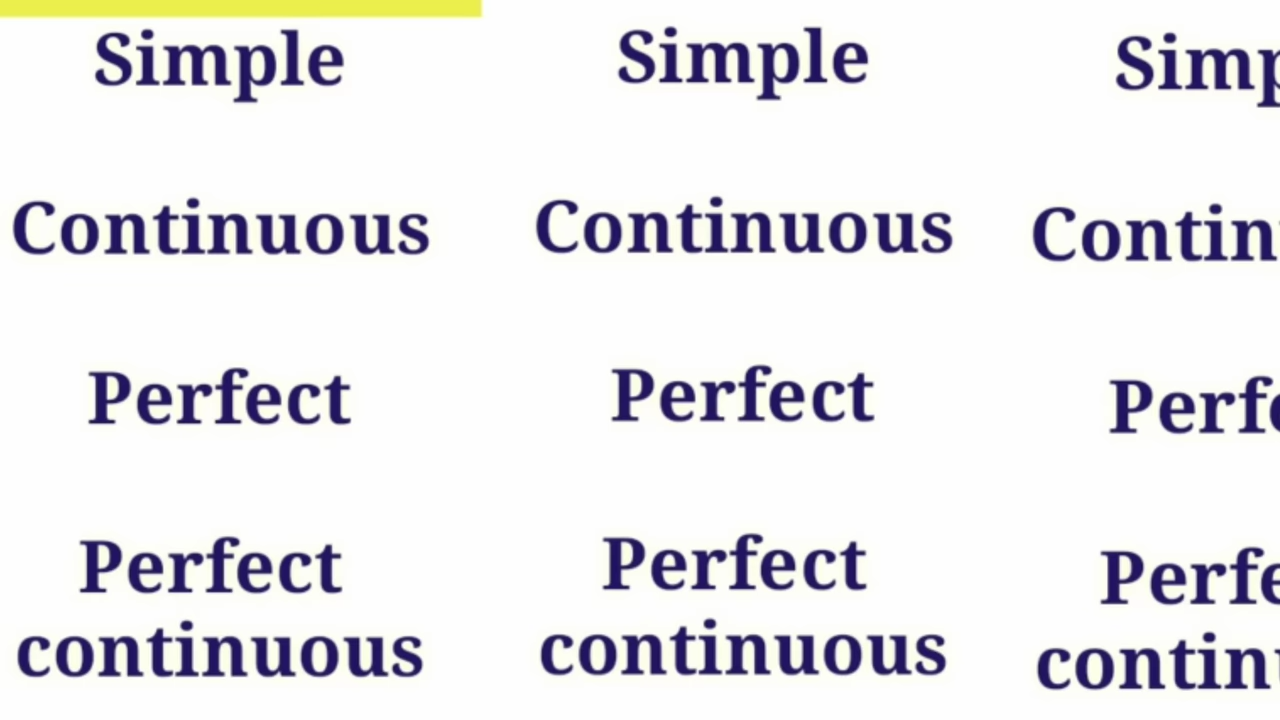 Simple Simple Simp
Continuous Continuous Contin
Perfect Perfect Perfe
Perfect Perfect Perfe
continuous continuous contin